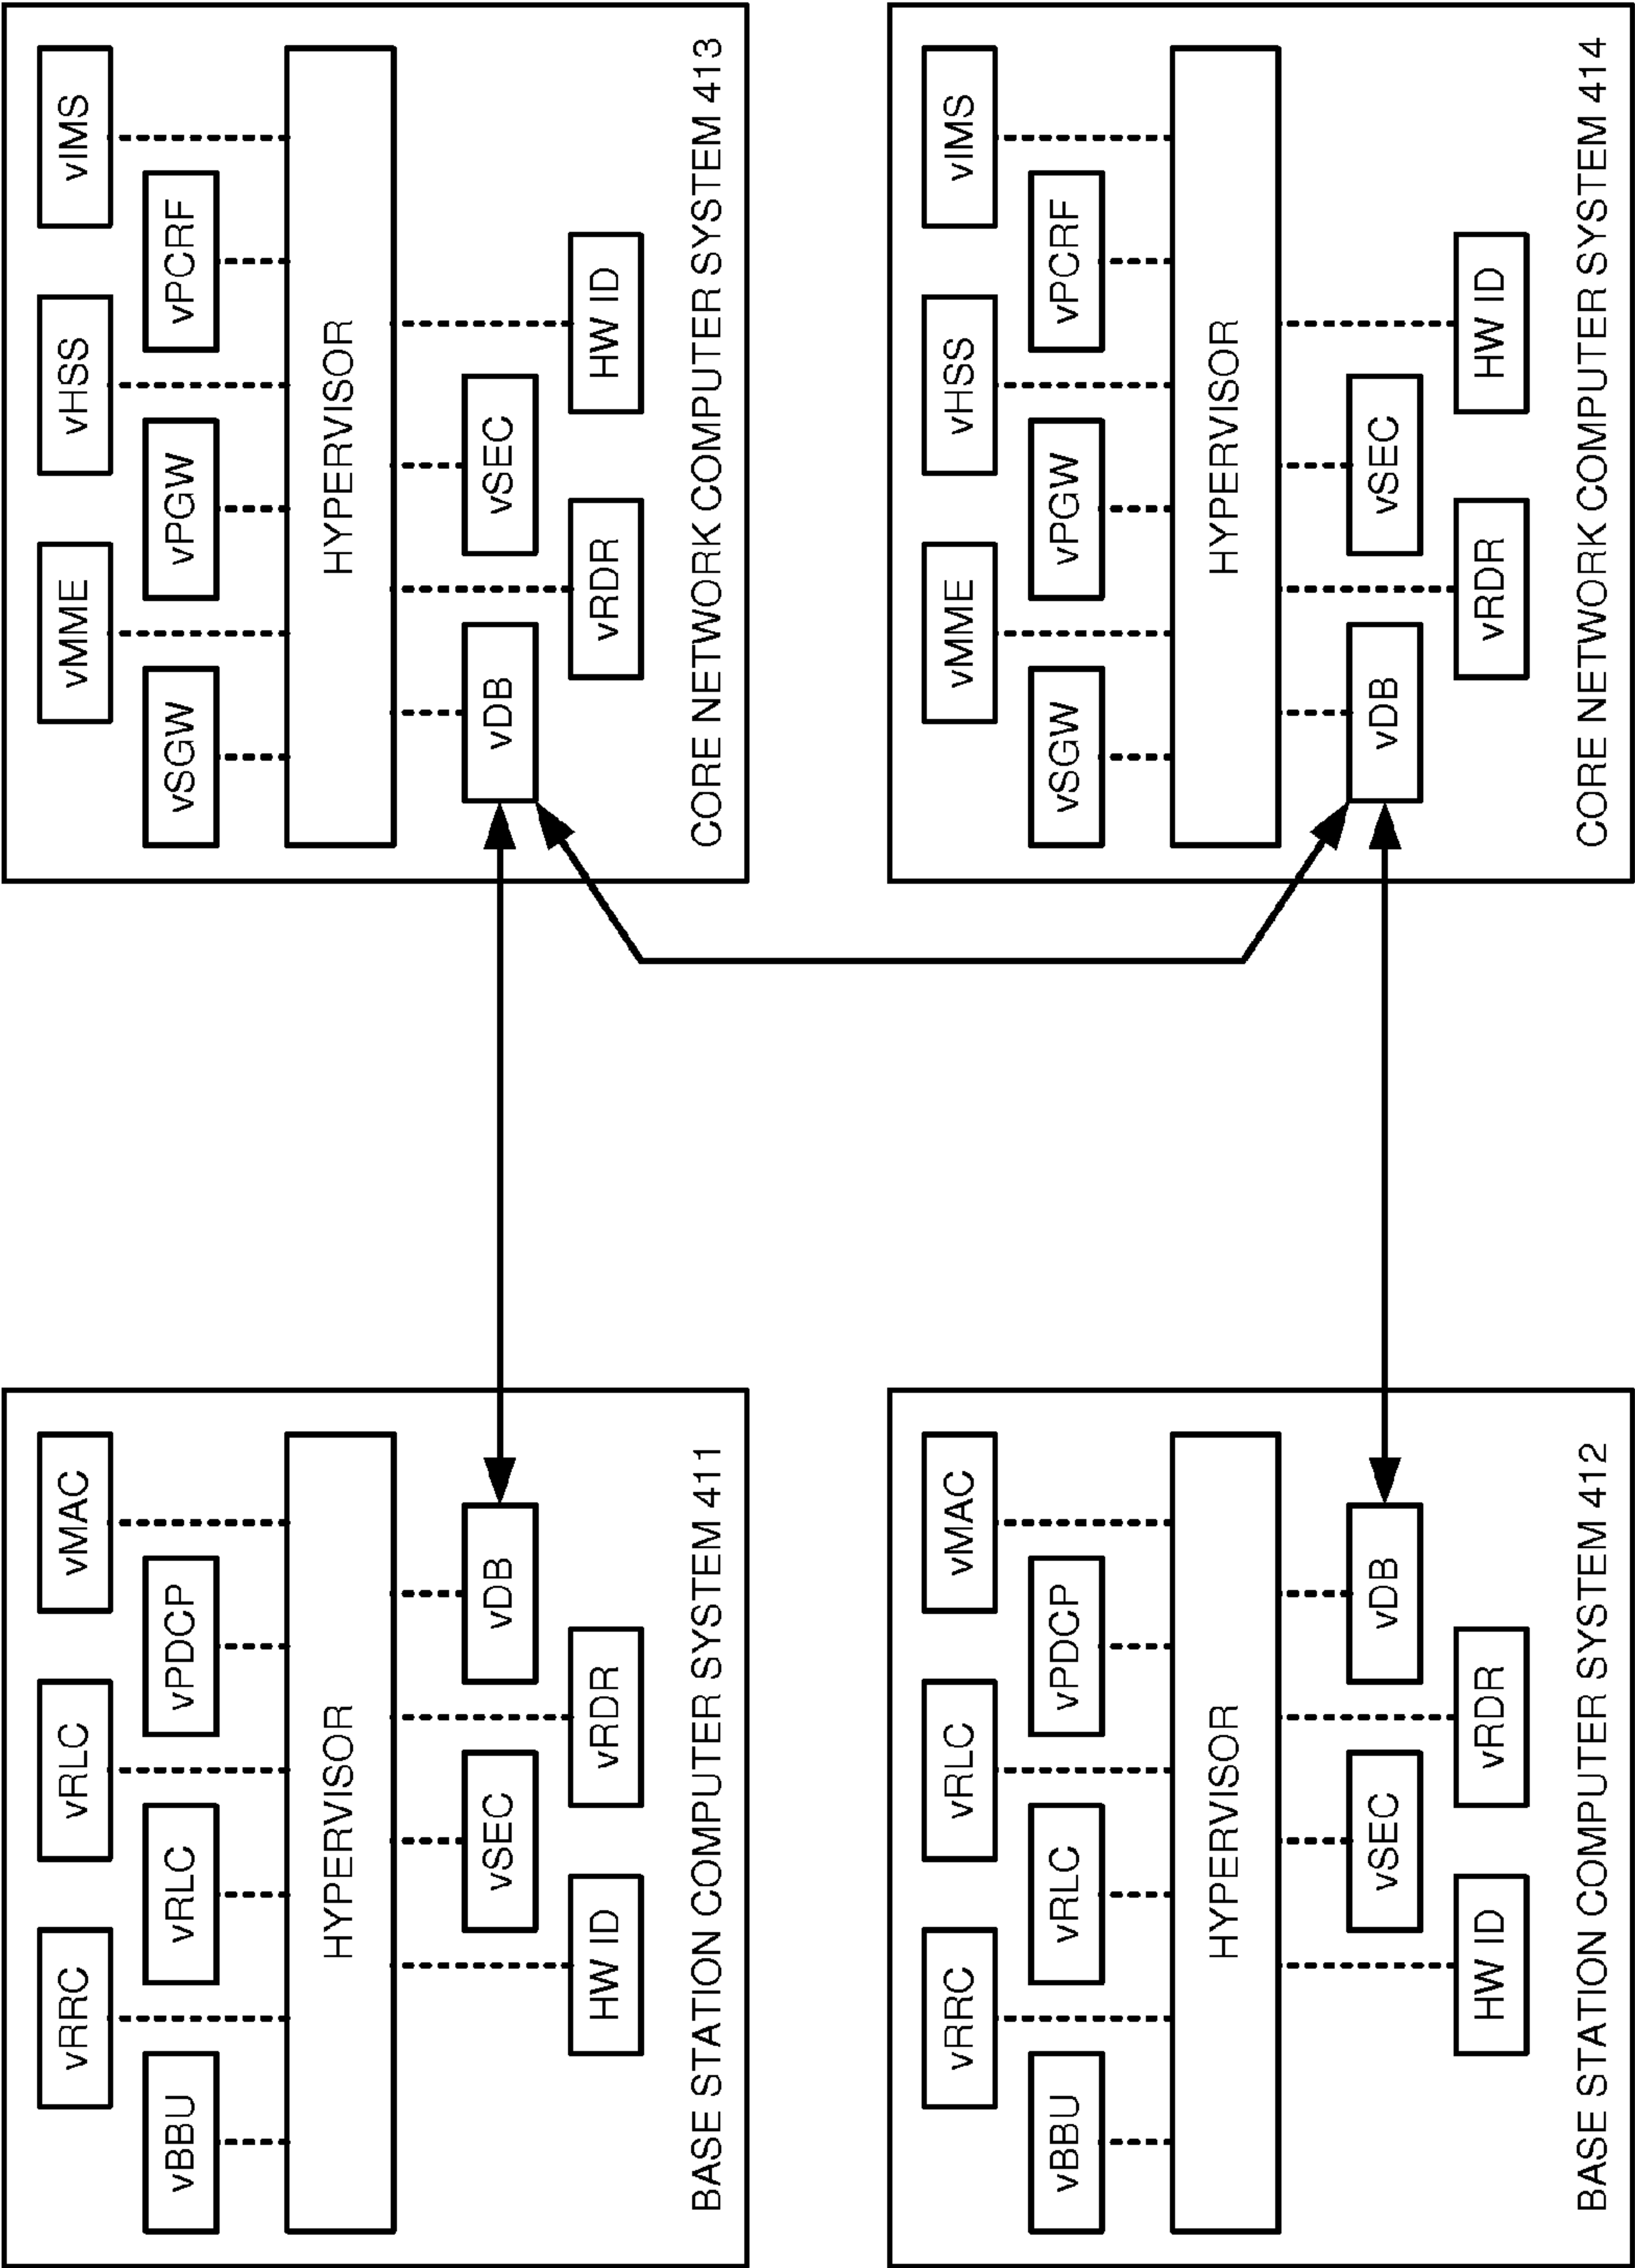 vRRC
vRLC
vMAC
vBBU
vRLC
vPDCP
HYPERVISOR
vSEC
vDB
HW ID
vRDR
BASE STATION COMPUTER SYSTEM 411
vMME
vHSS
vIMS
vSGW
vPGW
vPCRF
HYPERVISOR
vDB
vSEC
vRDR
HW ID
CORE NETWORK COMPUTER SYSTEM 413
vRRC
vRLC
vMAC
vBBU
vRLC
vPDCP
HYPERVISOR
vSEC
vDB
HW ID
vRDR
BASE STATION COMPUTER SYSTEM 412
vMME
vHSS
vIMS
vSGW
vPGW
vPCRF
HYPERVISOR
vDB
vSEC
vRDR
HW ID
CORE NETWORK COMPUTER SYSTEM 414